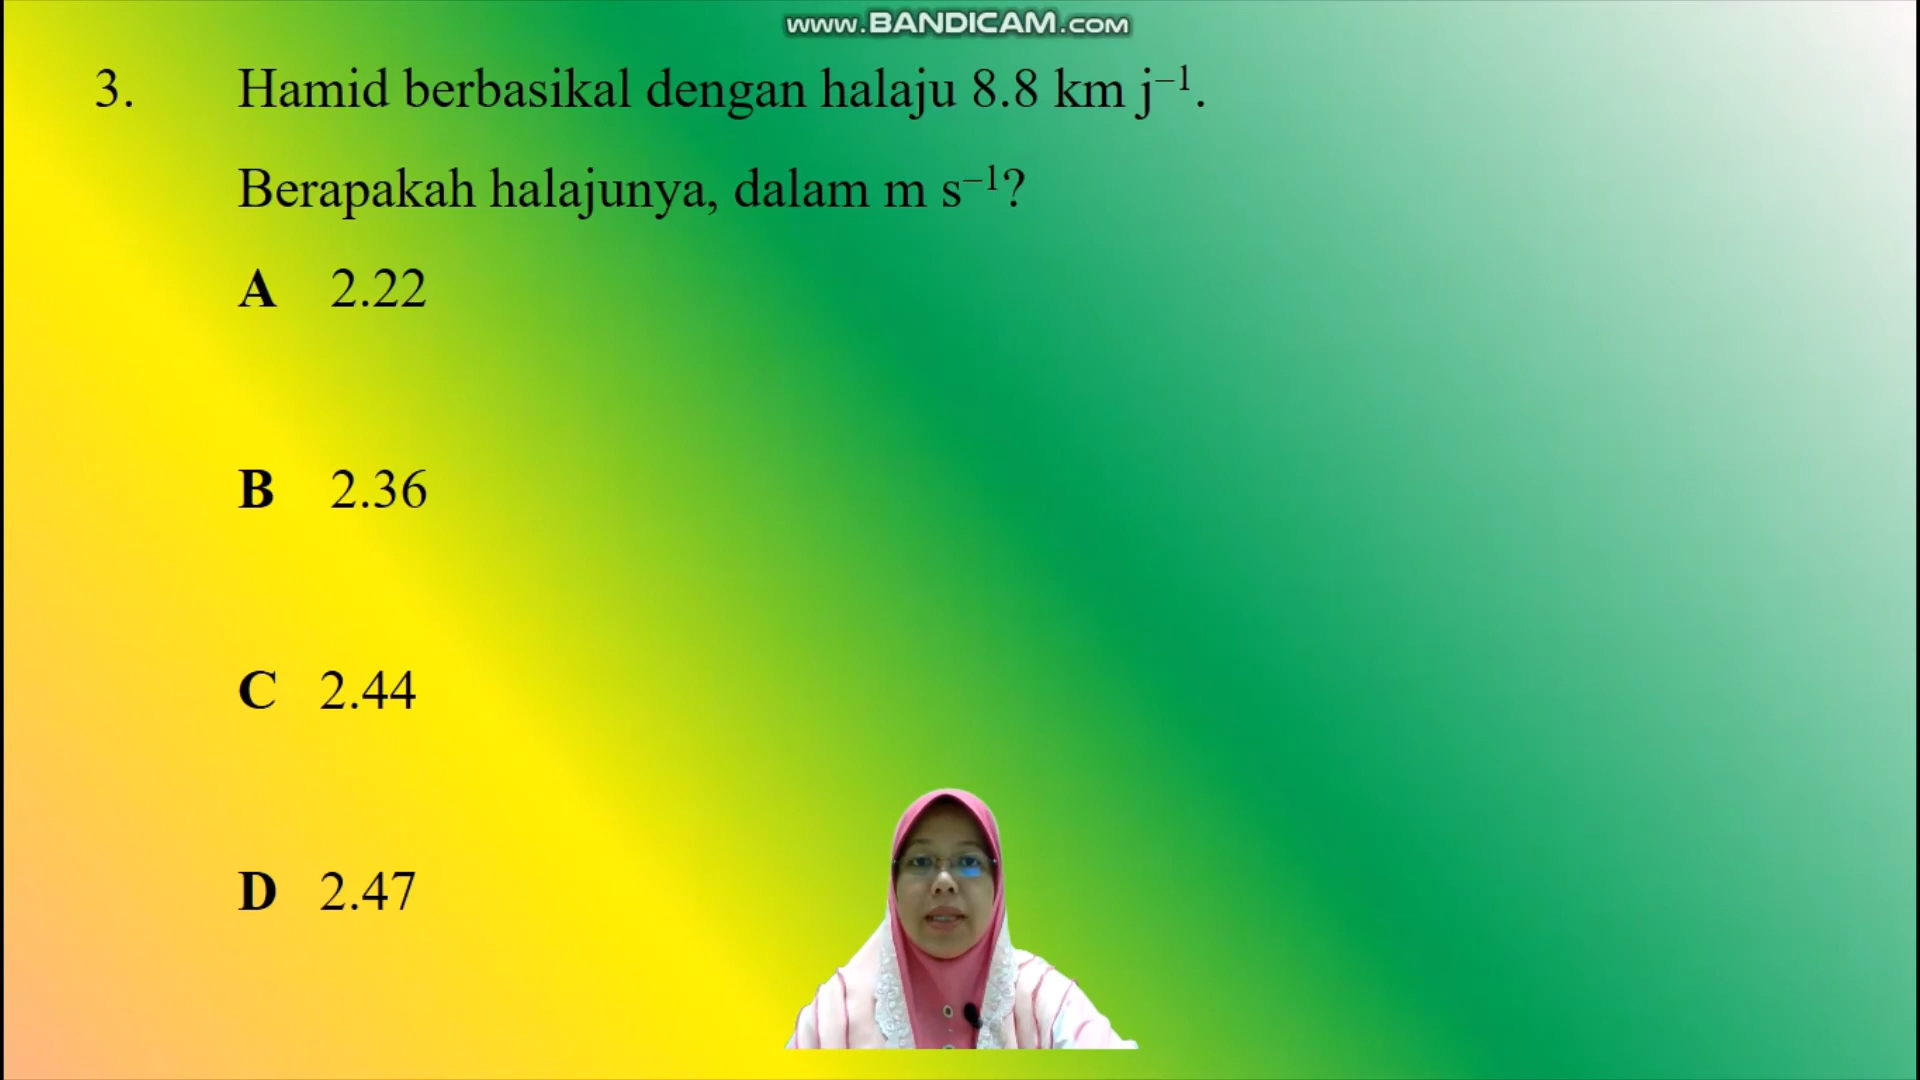 www.BANDICAM.com
3. Hamid berbasikal dengan halaju 8.8 km j⁻¹.
Berapakah halajunya, dalam m s⁻¹?
A 2.22
B 2.36
C 2.44
D 2.47